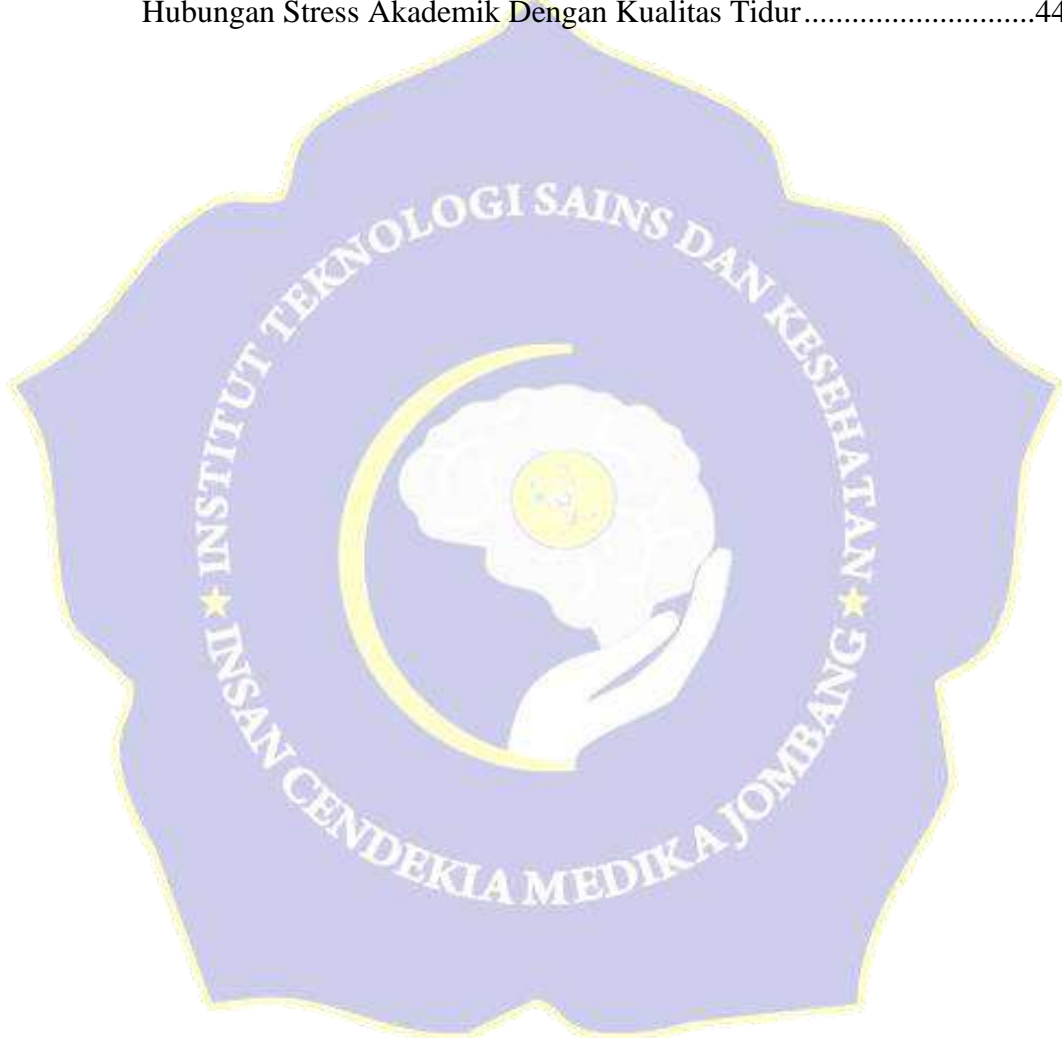 Hubungan Stress Akademik Dengan Kualitas Tidur.............................44
INSTITUT TEKNOLOGI SAINS DAN KESEHATAN
★ INSAN CENDEKIA MEDIKA JOMBANG ★